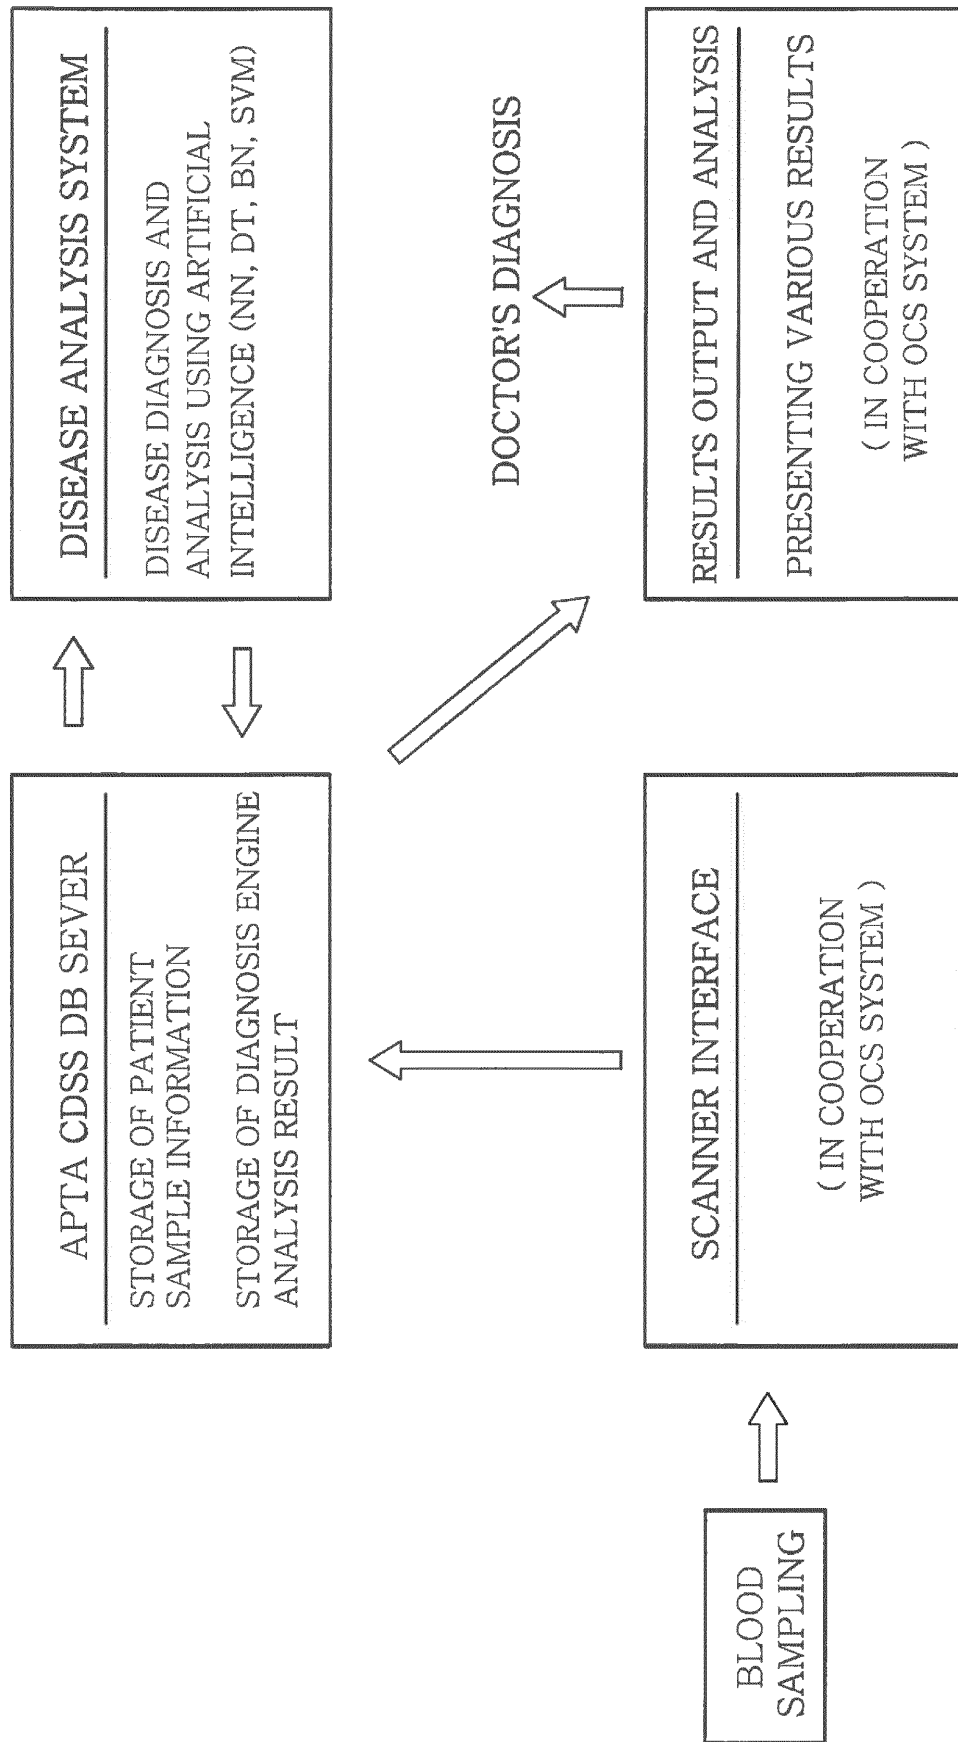 APTA CDSS DB SEVER
STORAGE OF PATIENT
SAMPLE INFORMATION
STORAGE OF DIAGNOSIS ENGINE
ANALYSIS RESULT
DISEASE ANALYSIS SYSTEM
DISEASE DIAGNOSIS AND
ANALYSIS USING ARTIFICIAL
INTELLIGENCE (NN, DT, BN, SVM)
DOCTOR'S DIAGNOSIS
BLOOD
SAMPLING
SCANNER INTERFACE
( IN COOPERATION
WITH OCS SYSTEM )
RESULTS OUTPUT AND ANALYSIS
PRESENTING VARIOUS RESULTS
( IN COOPERATION
WITH OCS SYSTEM )